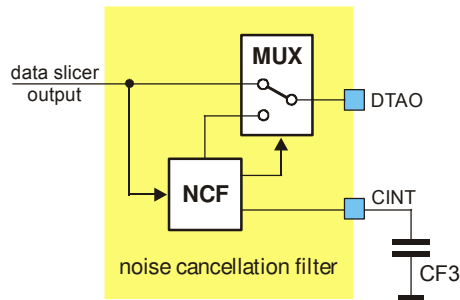 MUX
data slicer
output
DTAO
NCF
CINT
noise cancellation filter
CF3